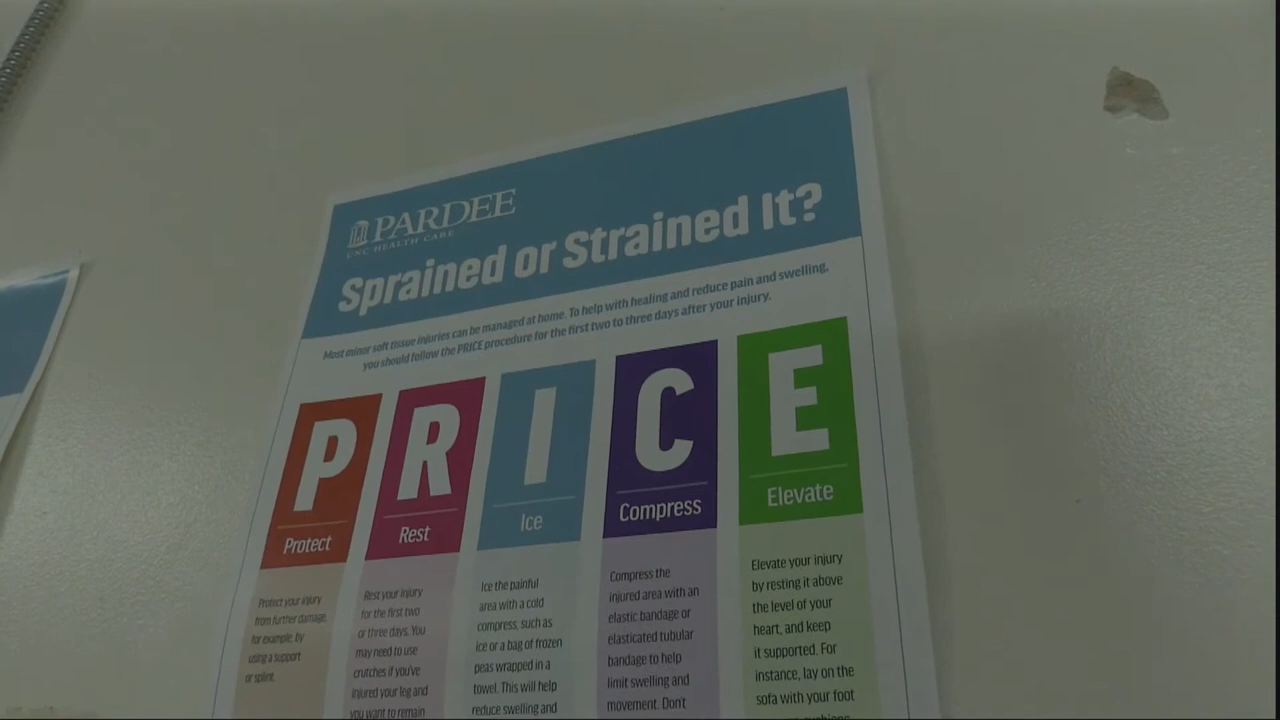 PARDEE
UNC HEALTH CARE
Sprained or Strained It?
Most minor soft tissue injuries can be managed at home. To help with healing and reduce pain and swelling,
you should follow the PRICE procedure for the first two to three days after your injury.
P
Protect
Protect your injury
from further damage,
for example, by
using a support
or splint.
R
Rest
Rest your injury
for the first two
or three days. You
may need to use
crutches if you've
injured your leg and
you want to remain
I
Ice
Ice the painful
area with a cold
compress, such as
ice or a bag of frozen
peas wrapped in a
towel. This will help
reduce swelling and
C
Compress
Compress the
injured area with an
elastic bandage or
elasticated tubular
bandage to help
limit swelling and
movement. Don't
E
Elevate
Elevate your injury
by resting it above
the level of your
heart, and keep
it supported. For
instance, lay on the
sofa with your foot